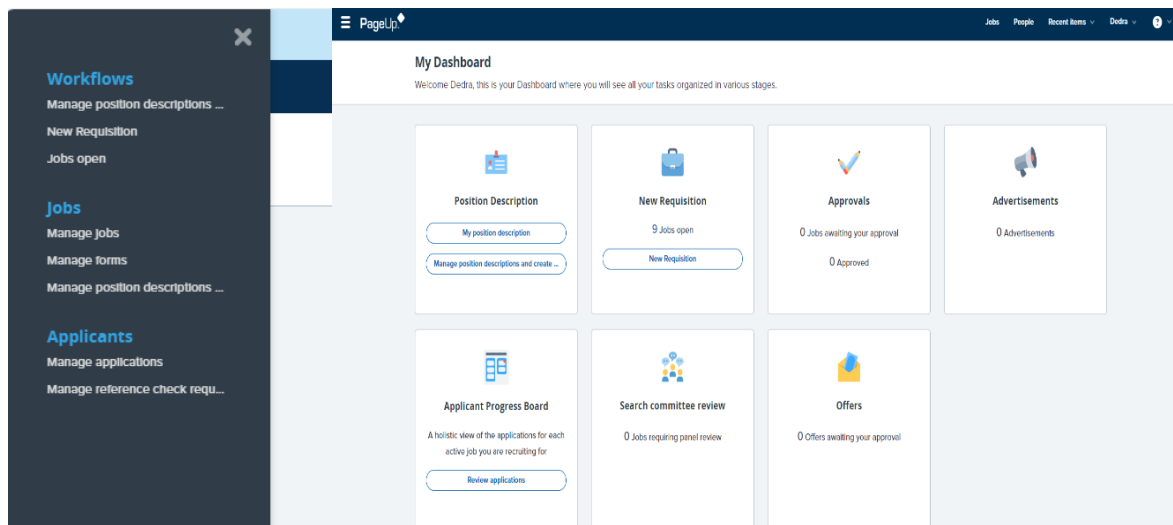 Workflows
Manage position descriptions ...
New Requisition
Jobs open
Jobs
Manage jobs
Manage forms
Manage position descriptions ...
Applicants
Manage applications
Manage reference check requ...
PageUp
Jobs People Recent items Dedra ?
My Dashboard
Welcome Dedra, this is your Dashboard where you will see all your tasks organized in various stages.
Position Description
My position description
Manage position descriptions and create ...
New Requisition
9 Jobs open
New Requisition
Approvals
0 Jobs awaiting your approval
0 Approved
Advertisements
0 Advertisements
Applicant Progress Board
A holistic view of the applications for each
active job you are recruiting for
Review applications
Search committee review
0 Jobs requiring panel review
Offers
0 Offers awaiting your approval